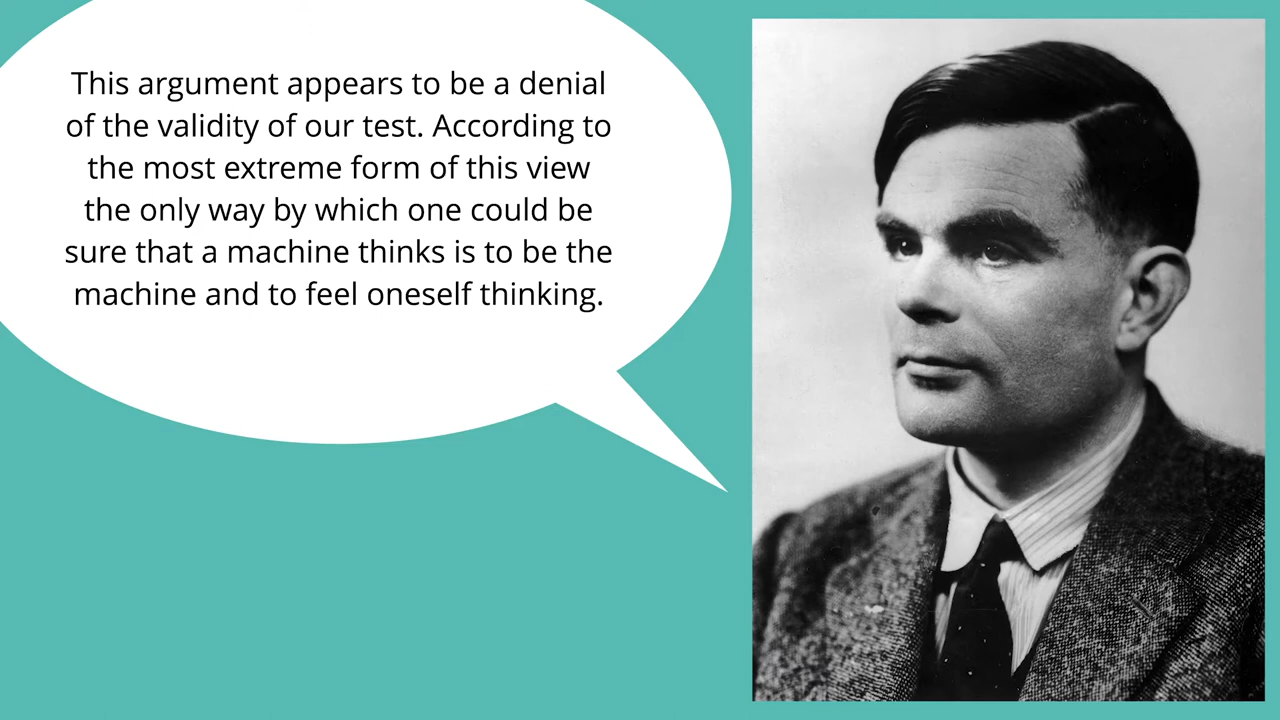 This argument appears to be a denial
of the validity of our test. According to
the most extreme form of this view
the only way by which one could be
sure that a machine thinks is to be the
machine and to feel oneself thinking.